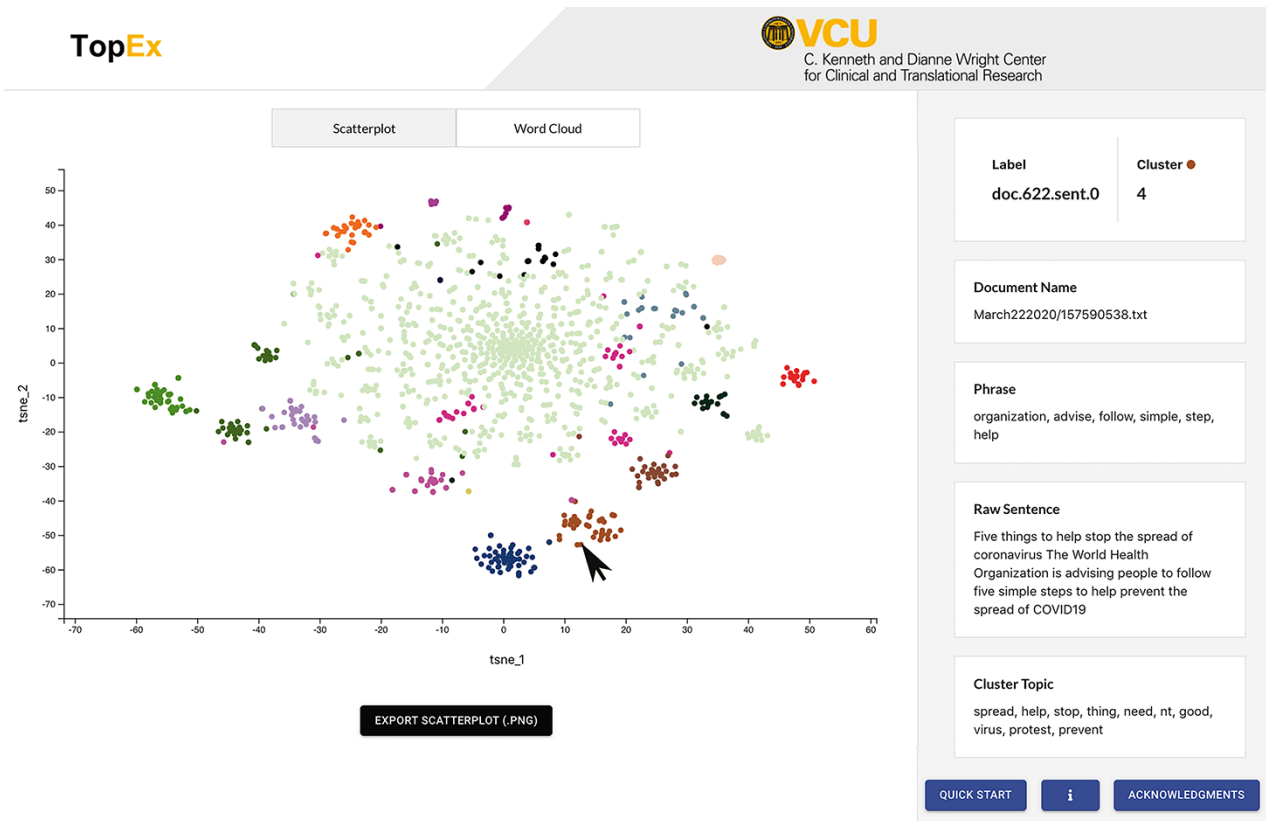 TopEx
VCU
C. Kenneth and Dianne Wright Center
for Clinical and Translational Research
Scatterplot
Word Cloud
50
40
30
20
10
0
-10
-20
-30
-40
-50
-60
-70
tsne_2
-70
-60
-50
-40
-30
-20
-10
0
10
20
30
40
50
60
tsne_1
EXPORT SCATTERPLOT (.PNG)
Label
doc.622.sent.0
Cluster
4
Document Name
March222020/157590538.txt
Phrase
organization, advise, follow, simple, step,
help
Raw Sentence
Five things to help stop the spread of
coronavirus The World Health
Organization is advising people to follow
five simple steps to help prevent the
spread of COVID19
Cluster Topic
spread, help, stop, thing, need, nt, good,
virus, protest, prevent
QUICK START
i
ACKNOWLEDGMENTS